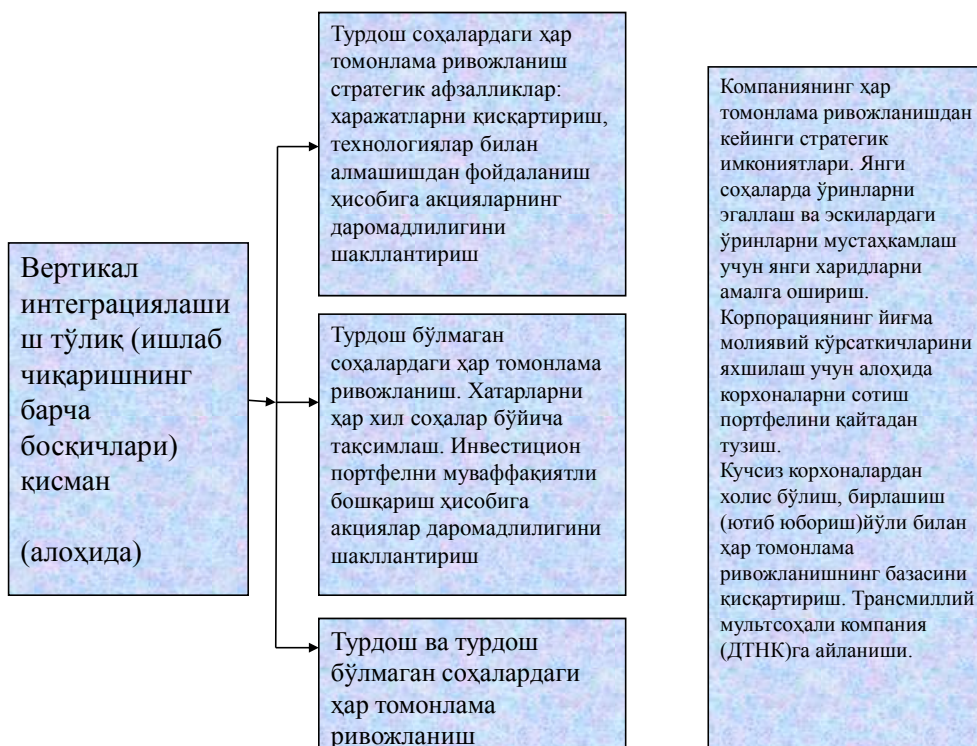 Вертикал
интеграциялаши
ш тўлиқ (ишлаб
чиқаришнинг
барча
босқичлари)
қисман
(алоҳида)
Турдош соҳалардаги ҳар
томонлама ривожланиш
стратегик афзалликлар:
харажатларни қисқартириш,
технологиялар билан
алмашишдан фойдаланиш
ҳисобига акцияларнинг
даромадлилигини
шакллантириш
Турдош бўлмаган
соҳалардаги ҳар томонлама
ривожланиш. Хатарларни
ҳар хил соҳалар бўйича
тақсимлаш. Инвестицион
портфелни муваффақиятли
бошқариш ҳисобига
акциялар даромадлилигини
шакллантириш
Турдош ва турдош
бўлмаган соҳалардаги
ҳар томонлама
ривожланиш
Компаниянинг ҳар
томонлама ривожланишдан
кейинги стратегик
имкониятлари. Янги
соҳаларда ўринларни
эгаллаш ва эскилардаги
ўринларни мустаҳкамлаш
учун янги харидларни
амалга ошириш.
Корпорациянинг йиғма
молиявий кўрсаткичларини
яхшилаш учун алоҳида
корхоналарни сотиш
портфелини қайтадан
тузиш.
Кучсиз корхоналардан
холис бўлиш, бирлашиш
(ютиб юбориш)йўли билан
ҳар томонлама
ривожланишнинг базасини
қисқартириш. Трансмиллий
мультсоҳали компания
(ДТНК)га айланиши.